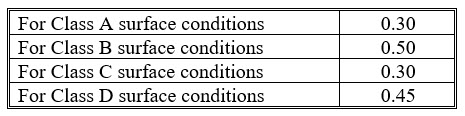 For Class A surface conditions 0.30
For Class B surface conditions 0.50
For Class C surface conditions 0.30
For Class D surface conditions 0.45